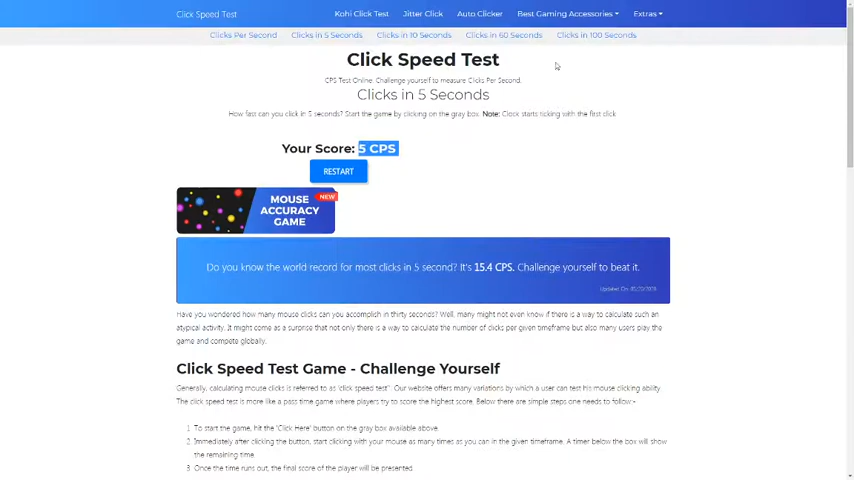 Click Speed Test
Kohi Click Test
Jitter Click
Auto Clicker
Best Gaming Accessories
Extras
Clicks Per Second
Clicks in 5 Seconds
Clicks in 10 Seconds
Clicks in 60 Seconds
Clicks in 100 Seconds
Click Speed Test
CPS Test Online. Challenge yourself to measure Clicks Per Second.
Clicks in 5 Seconds
How fast can you click in 5 seconds? Start the game by clicking on the gray box. Note: Clock starts ticking with the first click
Your Score: 5 CPS
RESTART
NEW
MOUSE
ACCURACY
GAME
Do you know the world record for most clicks in 5 second? It's 15.4 CPS. Challenge yourself to beat it.
Updated On:
Have you wondered how many mouse clicks can you accomplish in thirty seconds? Well, many might not even know if there is a way to calculate such an
atypical activity. It might come as a surprise that not only there is a way to calculate the number of clicks per given timeframe but also many users play the
game and compete globally.
Click Speed Test Game - Challenge Yourself
Generally, calculating mouse clicks is referred to as 'click speed test". Our website offers many variations by which a user can test his mouse clicking ability.
The click speed test is more like a pass time game where players try to score the highest score. Below there are simple steps one needs to follow:-
1. To start the game, hit the 'Click Here' button on the gray box available above.
2. Immediately after clicking the button, start clicking with your mouse as many times as you can in the given timeframe. A timer below the box will show
the remaining time.
3. Once the time runs out, the final score of the player will be presented.